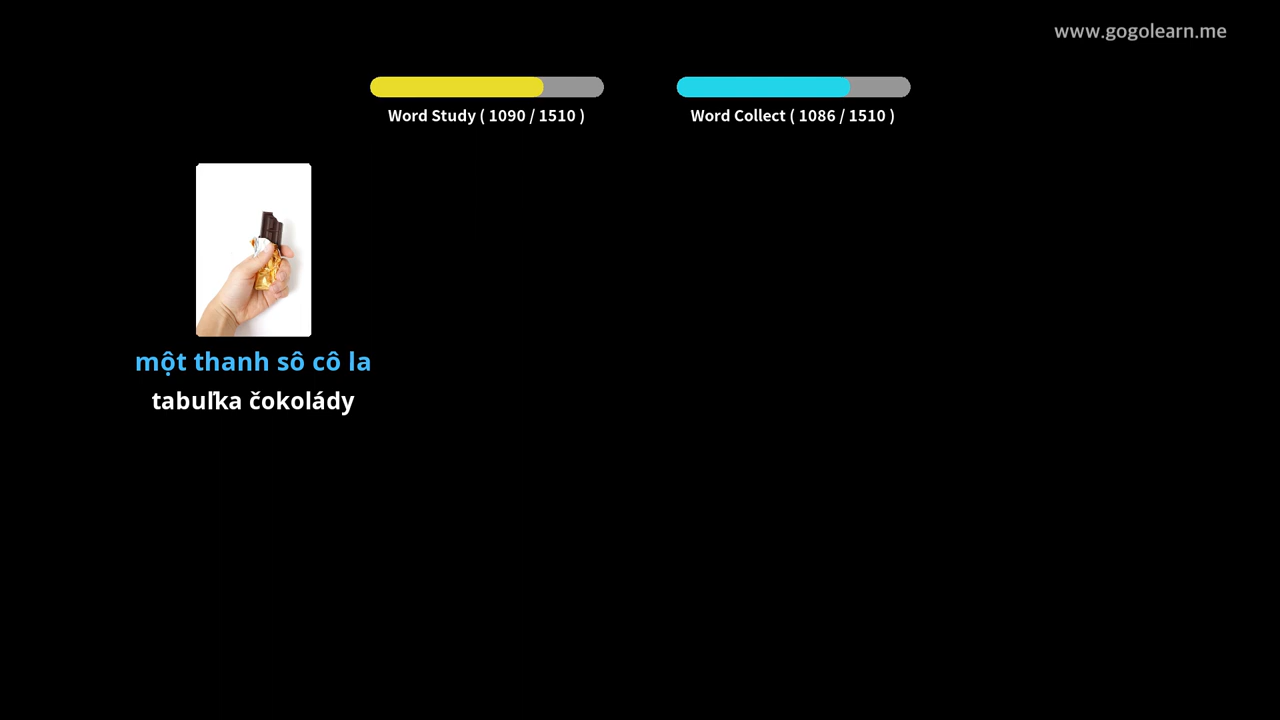 www.gogolearn.me
Word Study ( 1090 / 1510 )
Word Collect ( 1086 / 1510 )
một thanh sô cô la
tabuľka čokolády